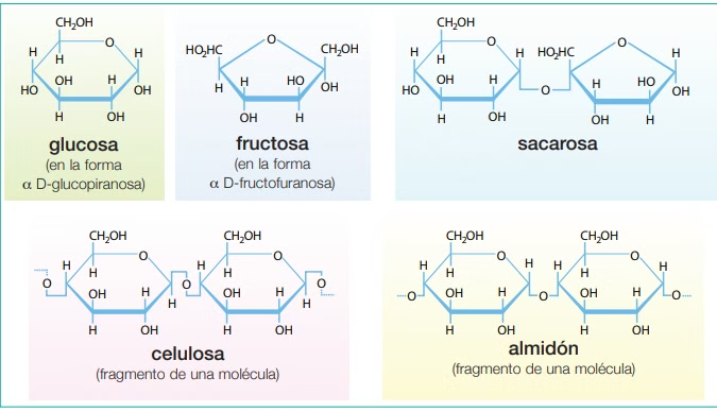 CH₂OH
H O H
H
OH H
HO OH
H OH
glucosa
(en la forma
α D-glucopiranosa)
O
HO₂HC CH₂OH
H H HO OH
OH H
fructosa
(en la forma
α D-fructofuranosa)
CH₂OH
H O H HO₂HC O H
H
HO OH H O H HO OH
H OH OH H
sacarosa
CH₂OH CH₂OH
H O H O
O H O H O
OH H H OH H H
H OH H OH
celulosa
(fragmento de una molécula)
CH₂OH CH₂OH
H O H H O H
H H
O OH H O OH H O
H OH H OH
almidón
(fragmento de una molécula)